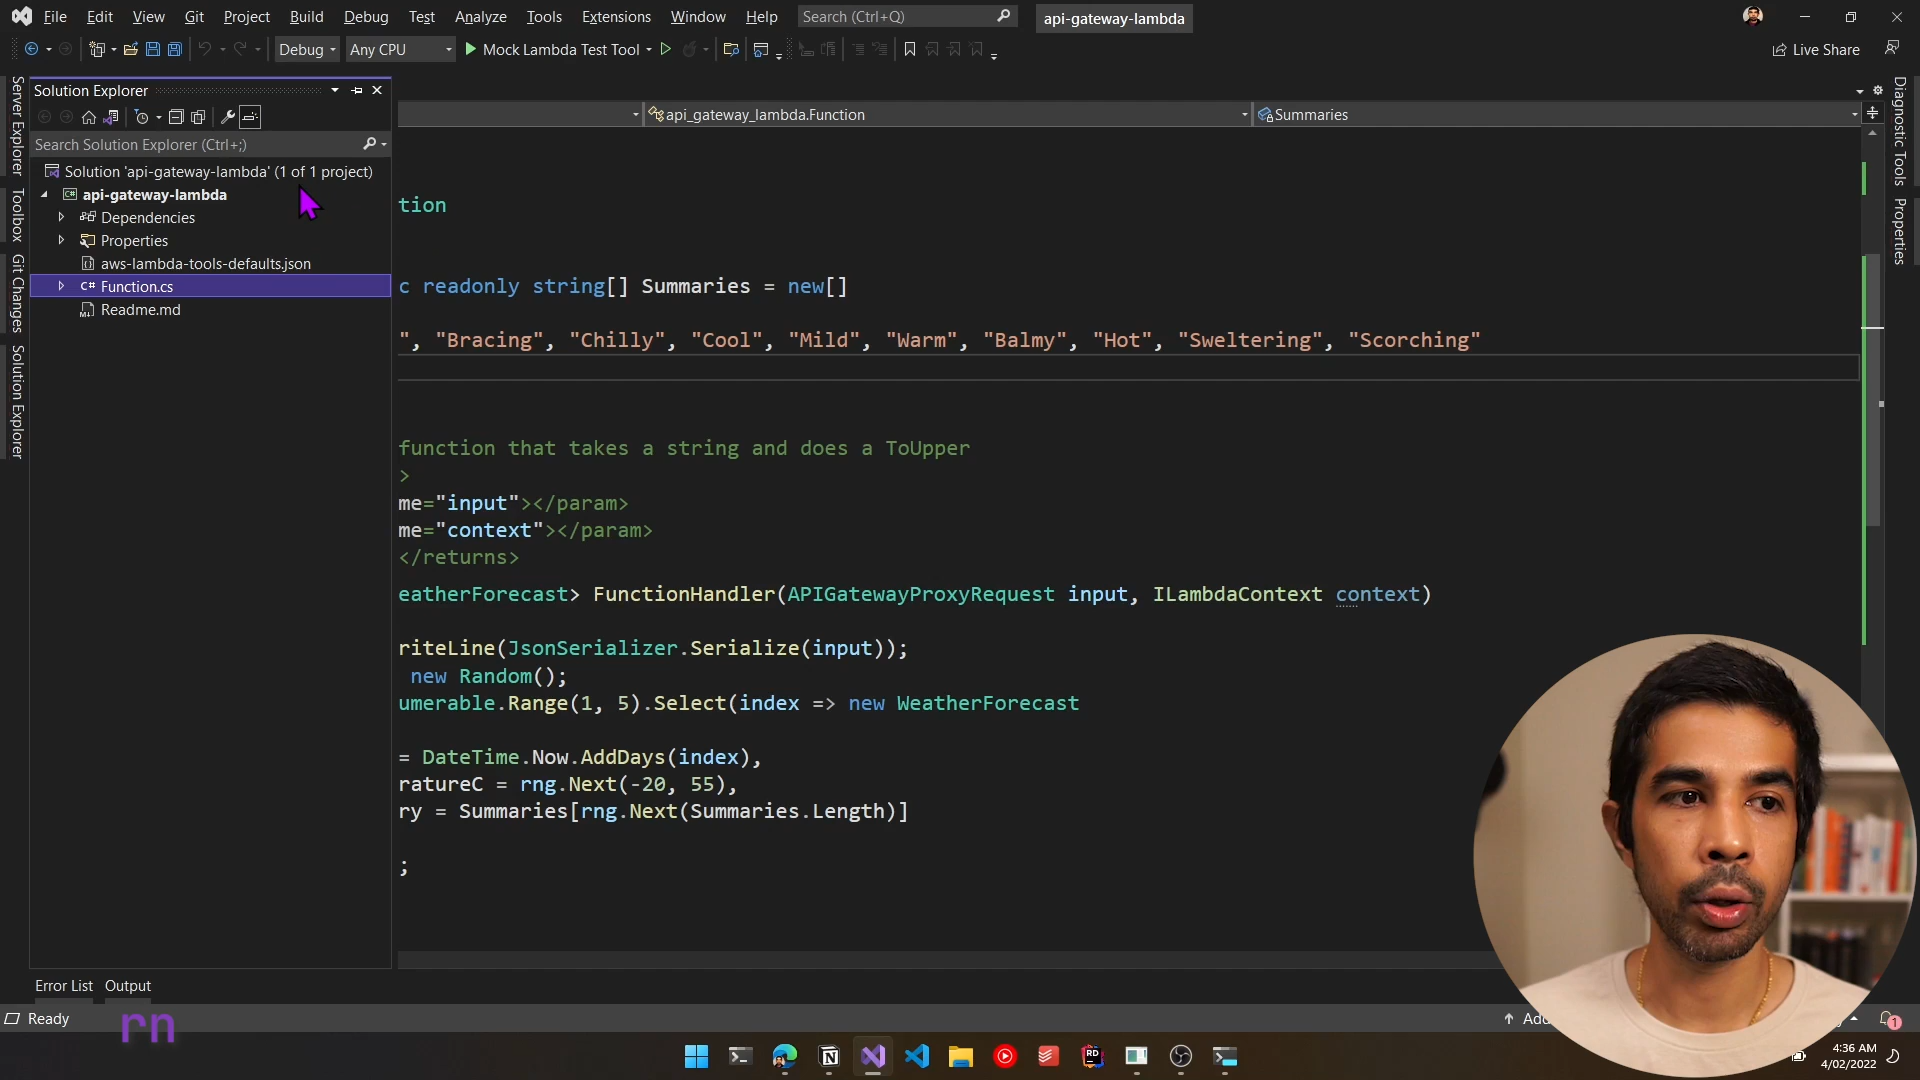 File Edit View Git Project Build Debug Test Analyze Tools Extensions Window Help Search (Ctrl+Q) api-gateway-lambda
Debug Any CPU Mock Lambda Test Tool Live Share
Server Explorer
Toolbox
Git Changes
Solution Explorer
Solution Explorer
Search Solution Explorer (Ctrl+;)
Solution 'api-gateway-lambda' (1 of 1 project)
api-gateway-lambda
Dependencies
Properties
aws-lambda-tools-defaults.json
C# Function.cs
Readme.md
api_gateway_lambda.Function Summaries
tion
c readonly string[] Summaries = new[]
", "Bracing", "Chilly", "Cool", "Mild", "Warm", "Balmy", "Hot", "Sweltering", "Scorching"
function that takes a string and does a ToUpper
>
me="input"></param>
me="context"></param>
</returns>
eatherForecast> FunctionHandler(APIGatewayProxyRequest input, ILambdaContext context)
riteLine(JsonSerializer.Serialize(input));
new Random();
umerable.Range(1, 5).Select(index => new WeatherForecast
= DateTime.Now.AddDays(index),
ratureC = rng.Next(-20, 55),
ry = Summaries[rng.Next(Summaries.Length)]
;
Diagnostic Tools
Properties
Error List Output
Ready
rn
1
4:36 AM
4/02/2022